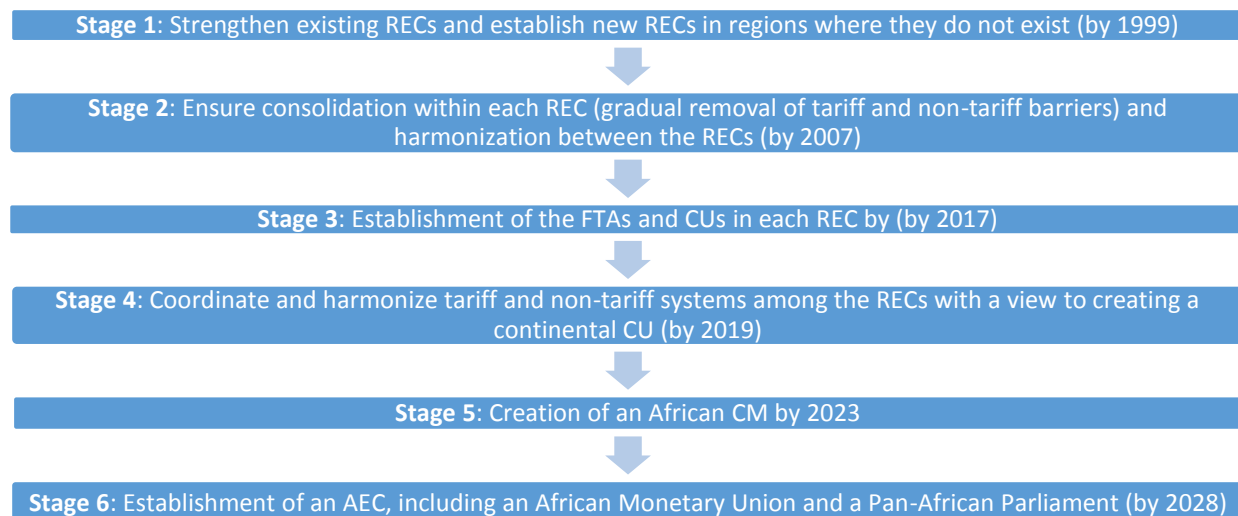 Stage 1: Strengthen existing RECs and establish new RECs in regions where they do not exist (by 1999)
Stage 2: Ensure consolidation within each REC (gradual removal of tariff and non-tariff barriers) and
harmonization between the RECs (by 2007)
Stage 3: Establishment of the FTAs and CUs in each REC by (by 2017)
Stage 4: Coordinate and harmonize tariff and non-tariff systems among the RECs with a view to creating a
continental CU (by 2019)
Stage 5: Creation of an African CM by 2023
Stage 6: Establishment of an AEC, including an African Monetary Union and a Pan-African Parliament (by 2028)